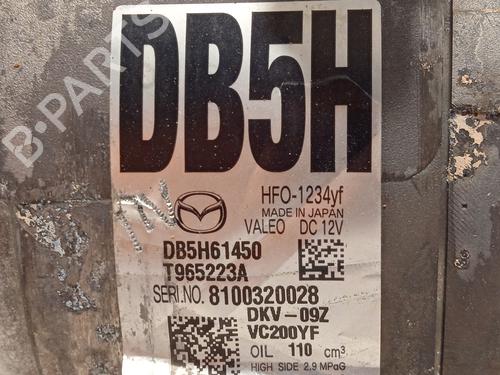 DB5H
HFO-1234yf
MADE IN JAPAN
VALEO DC 12V
DB5H61450
T965223A
SERI.NO. 8100320028
DKV-09Z
VC200YF
OIL 110 cm³
HIGH SIDE 2.9 MPaG
B-PARTS